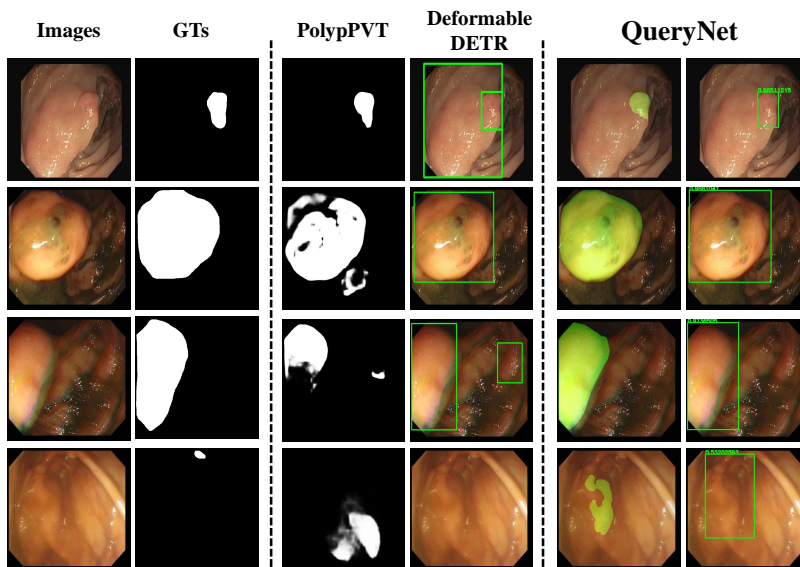 Images
GTs
PolypPVT
Deformable
DETR
QueryNet